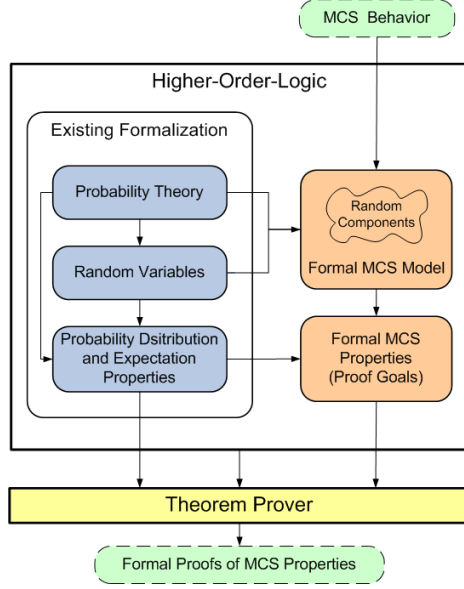 MCS Behavior
Higher-Order-Logic
Existing Formalization
Probability Theory
Random
Components
Random Variables
Formal MCS Model
Probability Dsitribution
and Expectation
Properties
Formal MCS
Properties
(Proof Goals)
Theorem Prover
Formal Proofs of MCS Properties